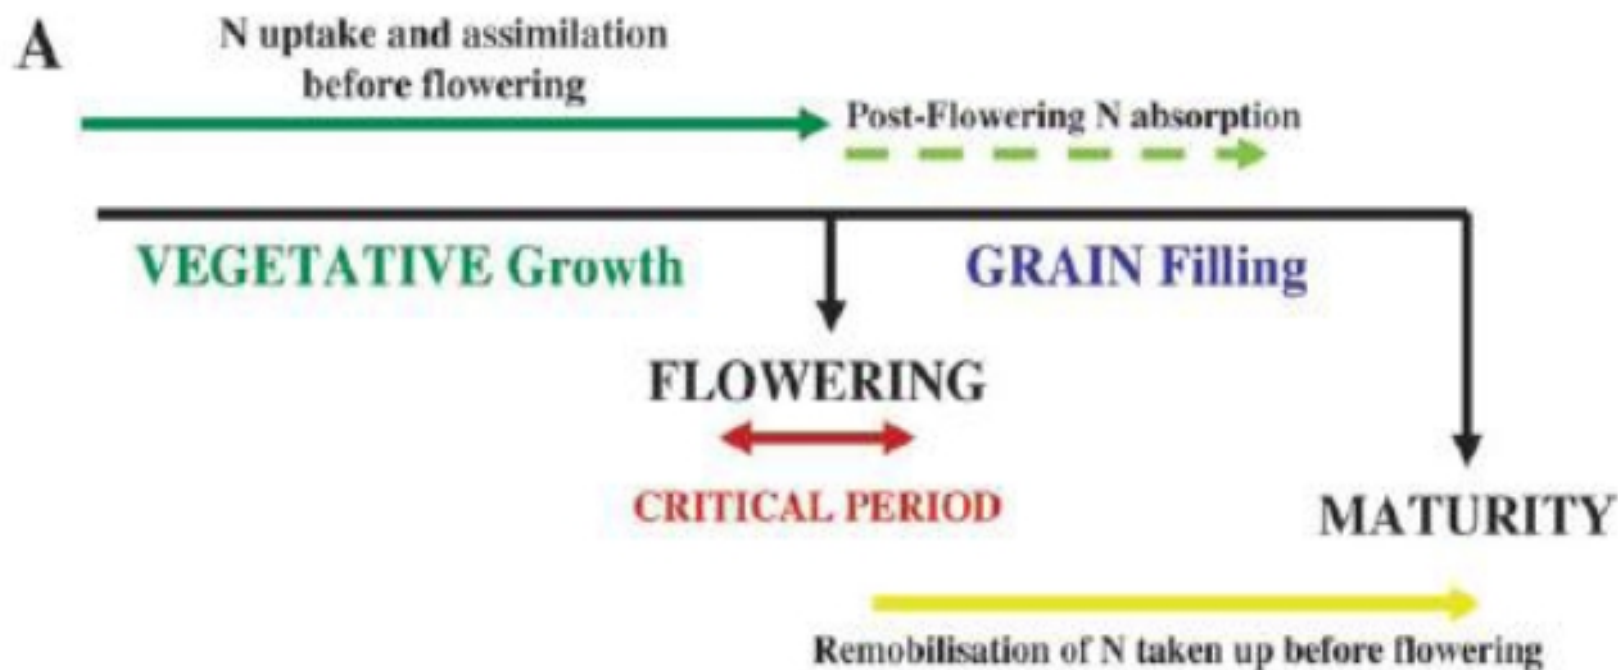 A
N uptake and assimilation
before flowering
Post-Flowering N absorption
VEGETATIVE Growth
GRAIN Filling
FLOWERING
CRITICAL PERIOD
MATURITY
Remobilisation of N taken up before flowering